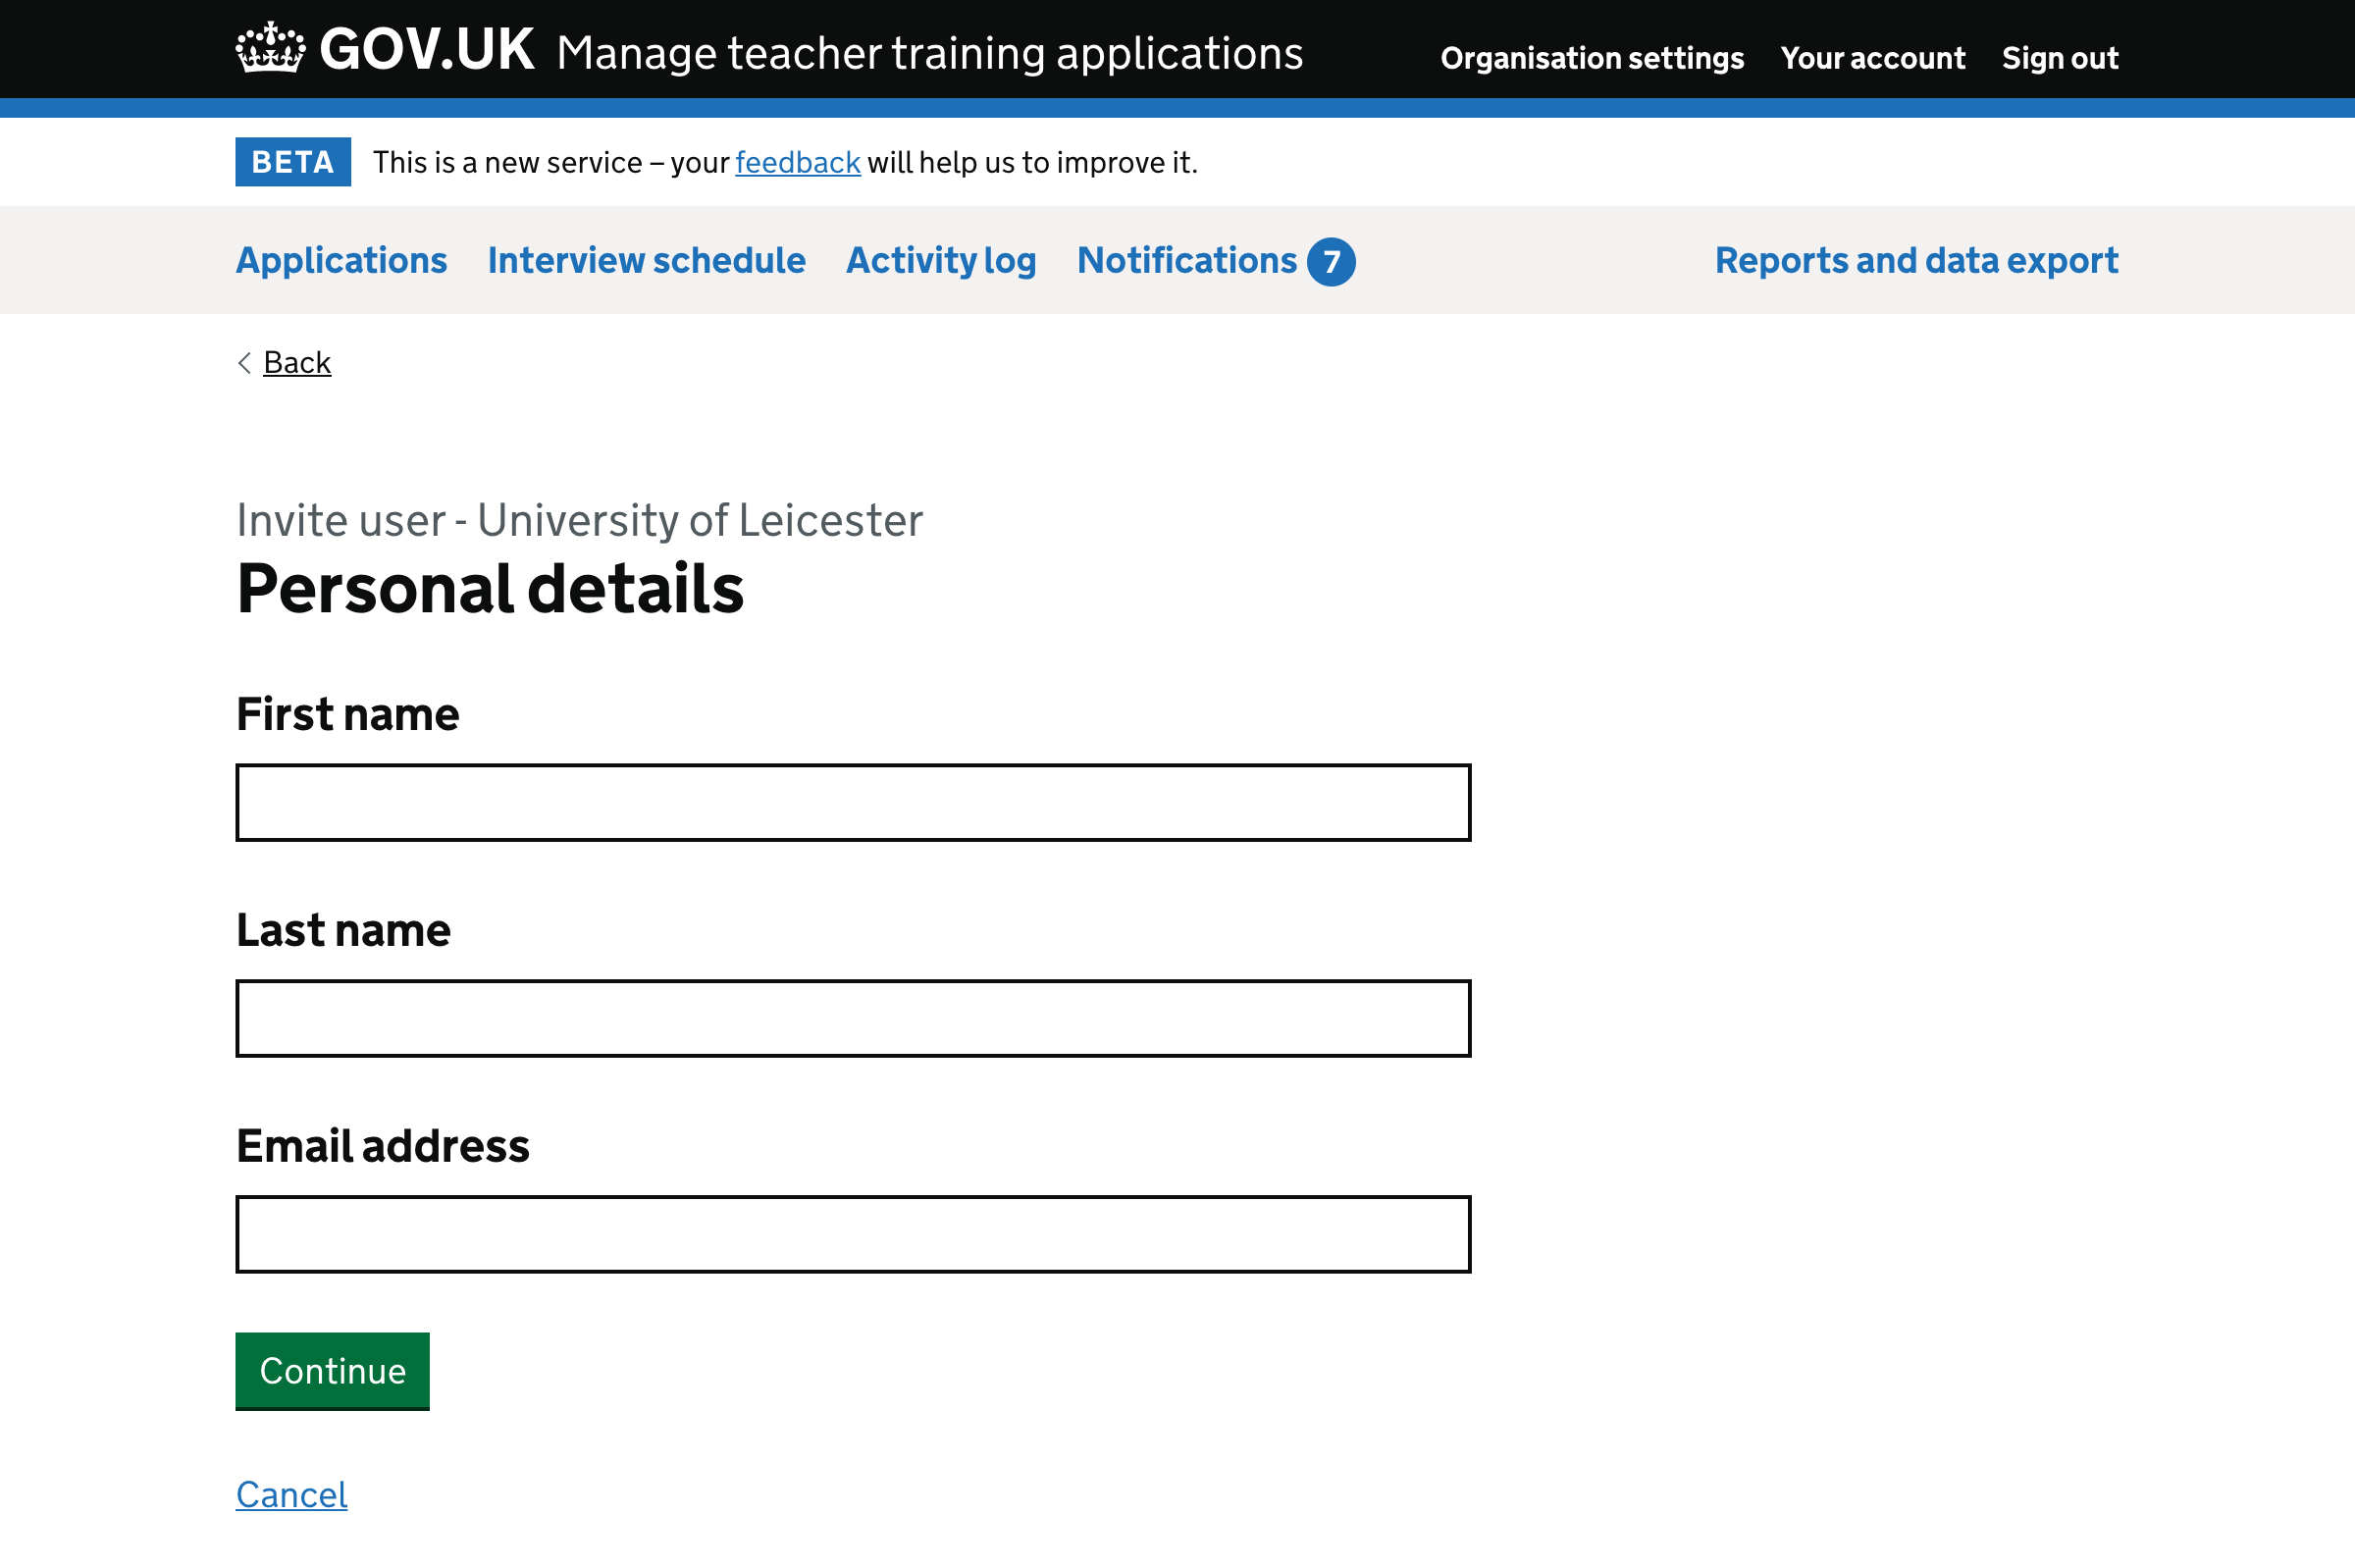 GOV.UK Manage teacher training applications Organisation settings Your account Sign out
BETA This is a new service – your feedback will help us to improve it.
Applications Interview schedule Activity log Notifications 7 Reports and data export
Back
Invite user - University of Leicester
Personal details
First name
Last name
Email address
Continue
Cancel